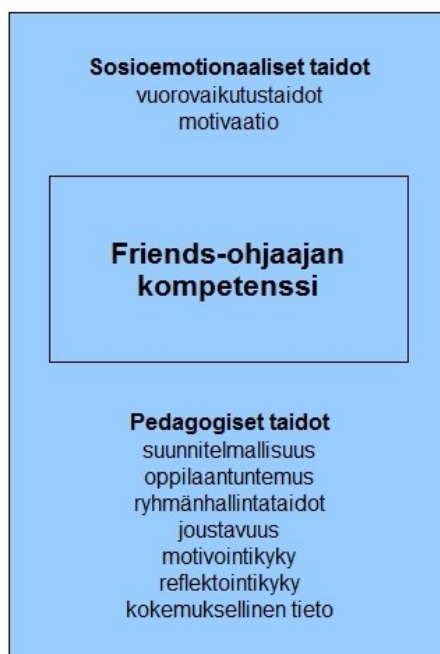 Sosioemotionaaliset taidot
vuorovaikutustaidot
motivaatio
Friends-ohjaajan
kompetenssi
Pedagogiset taidot
suunnitelmallisuus
oppilaantuntemus
ryhmänhallintataidot
joustavuus
motivointikyky
reflektointikyky
kokemuksellinen tieto